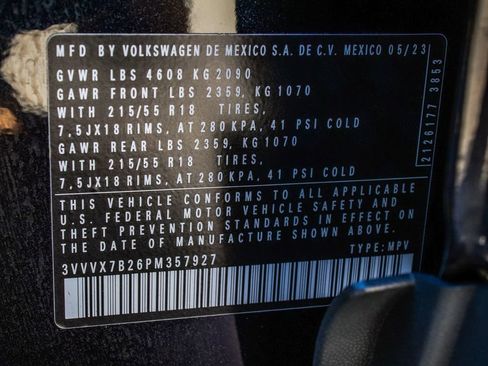 MFD BY VOLKSWAGEN DE MEXICO S.A. DE C.V. MEXICO 05/23
GVWR LBS 4608 KG 2090
GAWR FRONT LBS 2359, KG 1070
WITH 215/55 R18 TIRES,
7,5JX18 RIMS, AT 280 KPA, 41 PSI COLD
GAWR REAR LBS 2359, KG 1070
WITH 215/55 R18 TIRES,
7,5JX18 RIMS, AT 280 KPA, 41 PSI COLD
THIS VEHICLE CONFORMS TO ALL APPLICABLE
U.S. FEDERAL MOTOR VEHICLE SAFETY AND
THEFT PREVENTION STANDARDS IN EFFECT ON
THE DATE OF MANUFACTURE SHOWN ABOVE.
3VVVX7B26PM357927 TYPE: MPV
2126177 3853